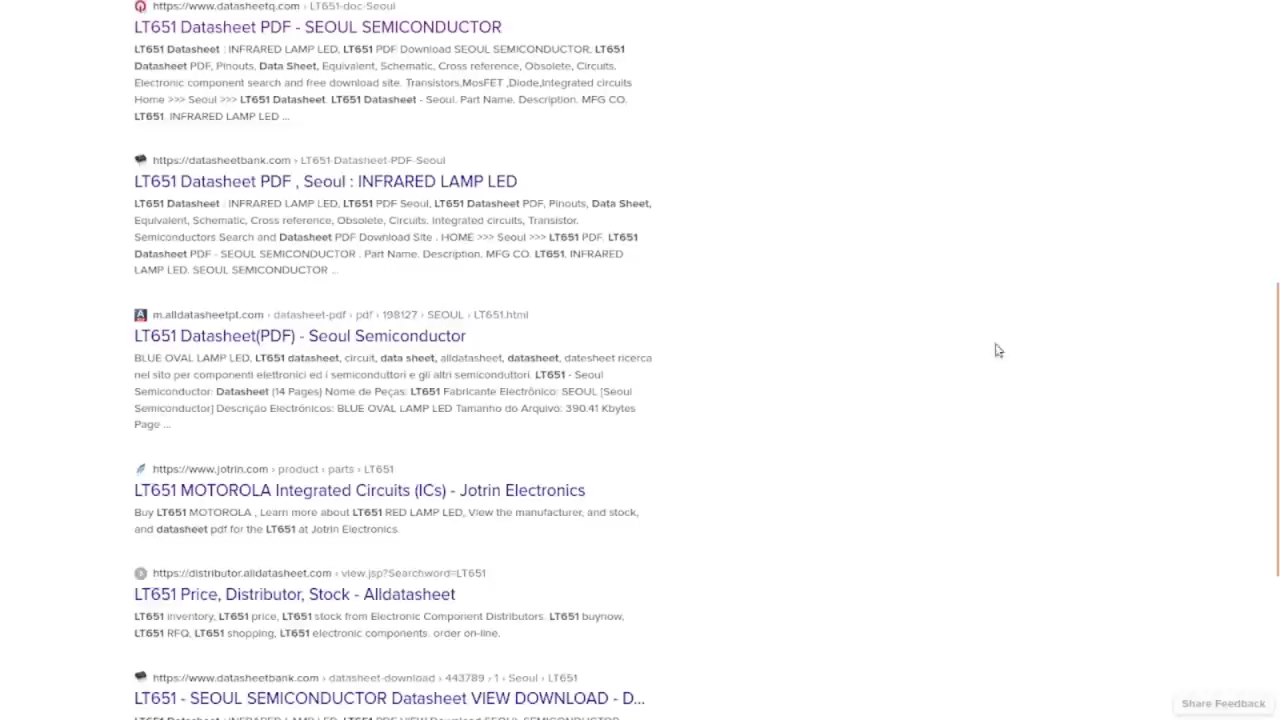 https://www.datasheetq.com › LT651-doc-Seoul
LT651 Datasheet PDF - SEOUL SEMICONDUCTOR
LT651 Datasheet : INFRARED LAMP LED, LT651 PDF Download SEOUL SEMICONDUCTOR, LT651
Datasheet PDF, Pinouts, Data Sheet, Equivalent, Schematic, Cross reference, Obsolete, Circuits.
Electronic component search and free download site. Transistors,MosFET ,Diode,Integrated circuits
Home >>> Seoul >>> LT651 Datasheet. LT651 Datasheet - Seoul. Part Name. Description. MFG CO.
LT651. INFRARED LAMP LED ...
https://datasheetbank.com › LT651-Datasheet-PDF-Seoul
LT651 Datasheet PDF , Seoul : INFRARED LAMP LED
LT651 Datasheet : INFRARED LAMP LED, LT651 PDF Seoul, LT651 Datasheet PDF, Pinouts, Data Sheet,
Equivalent, Schematic, Cross reference, Obsolete, Circuits. Integrated circuits, Transistor.
Semiconductors Search and Datasheet PDF Download Site . HOME >>> Seoul >>> LT651 PDF. LT651
Datasheet PDF - SEOUL SEMICONDUCTOR . Part Name. Description. MFG CO. LT651. INFRARED
LAMP LED. SEOUL SEMICONDUCTOR ...
m.alldatasheetpt.com › datasheet-pdf › pdf › 198127 › SEOUL › LT651.html
LT651 Datasheet(PDF) - Seoul Semiconductor
BLUE OVAL LAMP LED. LT651 datasheet, circuit, data sheet, alldatasheet, datasheet, datesheet ricerca
nel sito per componenti elettronici ed i semiconduttori e gli altri semiconduttori. LT651 - Seoul
Semiconductor: Datasheet (14 Pages) Nome de Peças: LT651 Fabricante Electrônico: SEOUL [Seoul
Semiconductor] Descrição Electrônicos: BLUE OVAL LAMP LED Tamanho do Arquivo: 390.41 Kbytes
Page ...
https://www.jotrin.com › product › parts › LT651
LT651 MOTOROLA Integrated Circuits (ICs) - Jotrin Electronics
Buy LT651 MOTOROLA , Learn more about LT651 RED LAMP LED, View the manufacturer, and stock,
and datasheet pdf for the LT651 at Jotrin Electronics.
https://distributor.alldatasheet.com › view.jsp?Searchword=LT651
LT651 Price, Distributor, Stock - Alldatasheet
LT651 inventory, LT651 price, LT651 stock from Electronic Component Distributors. LT651 buynow,
LT651 RFQ, LT651 shopping, LT651 electronic components. order on-line.
https://www.datasheetbank.com › datasheet-download › 443789 › 1 › Seoul › LT651
LT651 - SEOUL SEMICONDUCTOR Datasheet VIEW DOWNLOAD - D...
LT651 Datasheet : INFRARED LAMP LED, LT651 PDF VIEW Download SEOUL SEMICONDUCTOR
Share Feedback